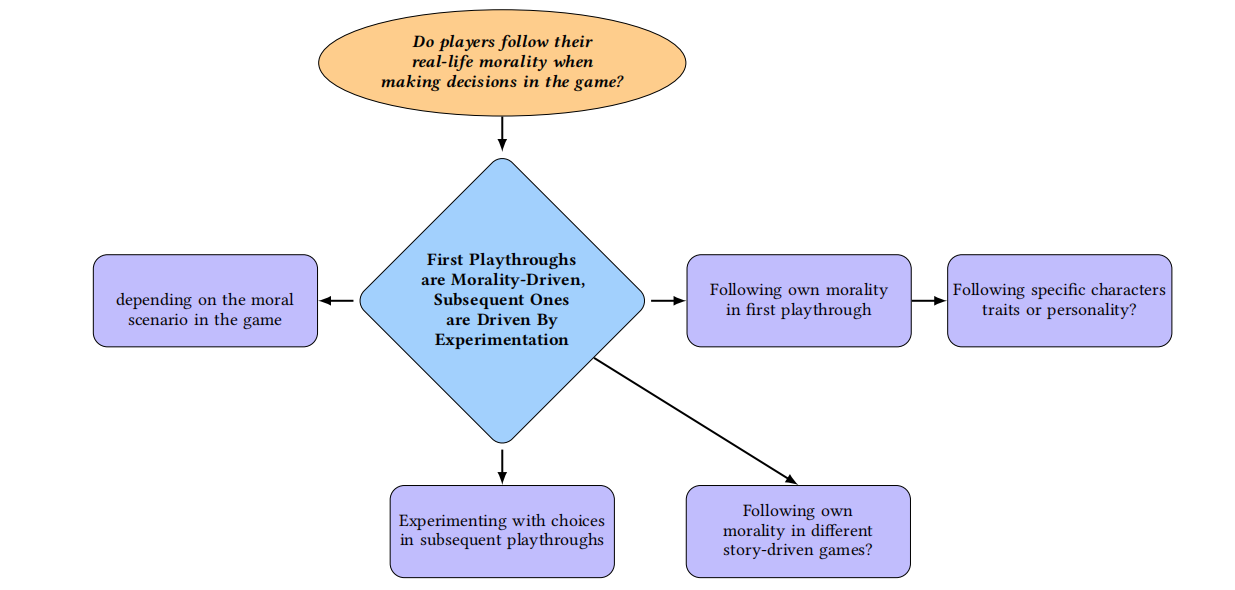 Do players follow their
real-life morality when
making decisions in the game?
First Playthroughs
are Morality-Driven,
Subsequent Ones
are Driven By
Experimentation
depending on the moral
scenario in the game
Following own morality
in first playthrough
Following specific characters
traits or personality?
Experimenting with choices
in subsequent playthroughs
Following own
morality in different
story-driven games?